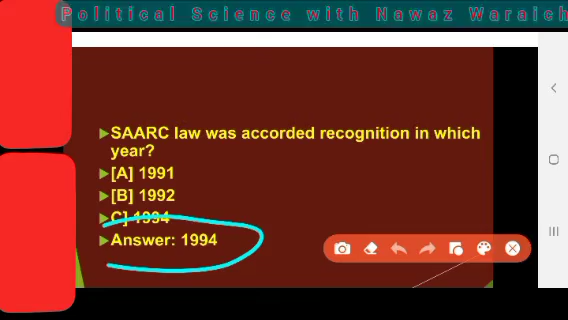 Political Science with Nawaz Waraich
SAARC law was accorded recognition in which
year?
[A] 1991
[B] 1992
C] 1994
Answer: 1994